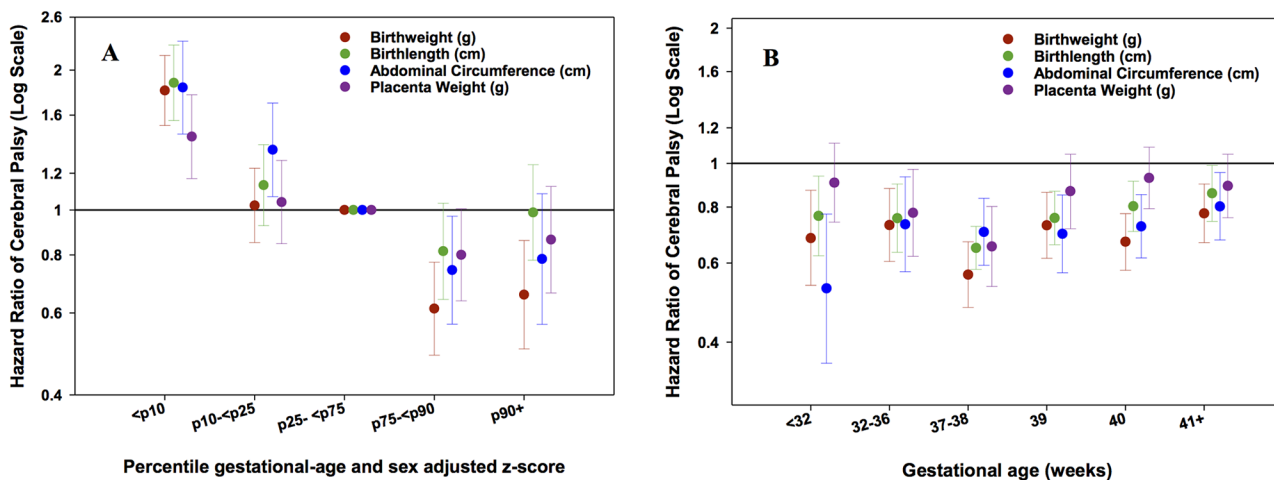 Hazard Ratio of Cerebral Palsy (Log Scale)
2.6
2
1.6
1.2
1
0.8
0.6
0.4
A
Birthweight (g)
Birthlength (cm)
Abdominal Circumference (cm)
Placenta Weight (g)
<p10
p10-<p25
p25- <p75
p75-<p90
p90+
Percentile gestational-age and sex adjusted z-score
Hazard Ratio of Cerebral Palsy (Log Scale)
2
1.6
1.2
1
0.8
0.6
0.4
B
Birthweight (g)
Birthlength (cm)
Abdominal Circumference (cm)
Placenta Weight (g)
<32
32-36
37-38
39
40
41+
Gestational age (weeks)